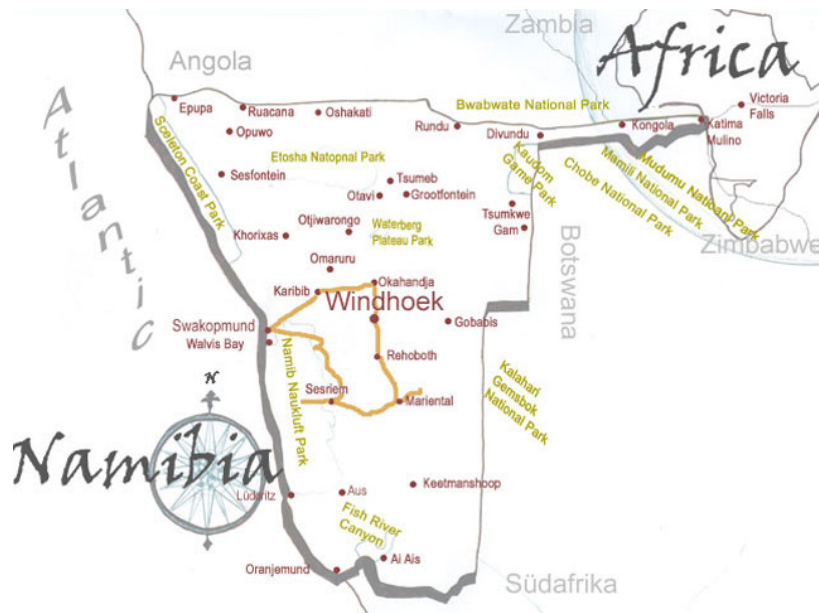 Zambia
Africa
Angola
Atlantic
Epupa
Ruacana
Oshakati
Bwabwate National Park
Victoria
Falls
Opuwo
Rundu
Divundu
Kongola
Katima
Mulino
Sceleton Coast Park
Etosha Natopnal Park
Kaudom
Game Park
Mudumu Nationl Park
Mamili National Park
Chobe National Park
Sesfontein
Tsumeb
Otavi
Grootfontein
Tsumkwe
Gam
Otjiwarongo
Waterberg
Plateau Park
Khorixas
Zimbabwe
Botswana
Omaruru
Okahandja
Karibib
Windhoek
Swakopmund
Gobabis
Walvis Bay
Namib Naukluft Park
Rehoboth
Kalahari
Gemsbok
National Park
N
Sesriem
Mariental
Namibia
Lüderitz
Aus
Keetmanshoop
Fish River
Canyon
Ai Ais
Oranjemund
Südafrika